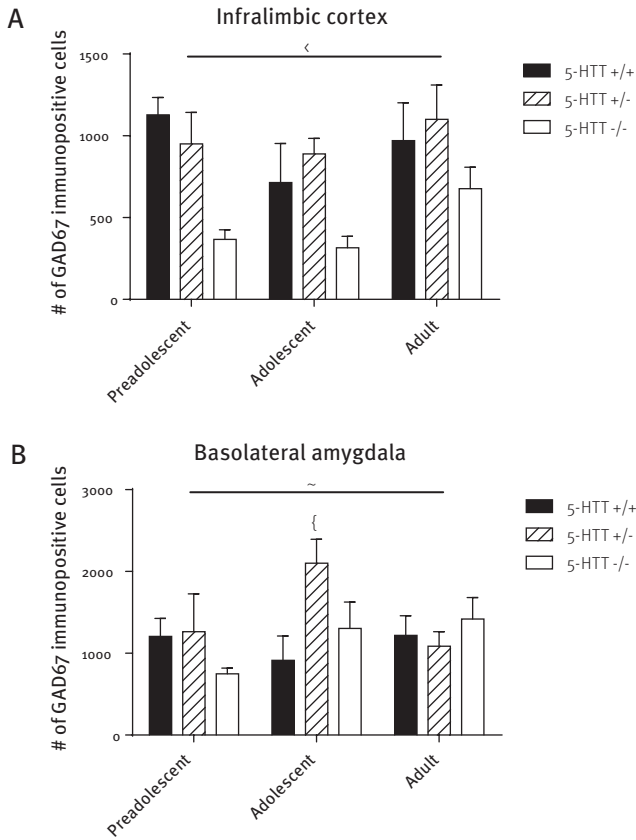 A
Infralimbic cortex
# of GAD67 immunopositive cells
1500
1000
500
0
<
Preadolescent
Adolescent
Adult
5-HTT +/+
5-HTT +/-
5-HTT -/-
B
Basolateral amygdala
# of GAD67 immunopositive cells
3000
2000
1000
0
~
{
Preadolescent
Adolescent
Adult
5-HTT +/+
5-HTT +/-
5-HTT -/-